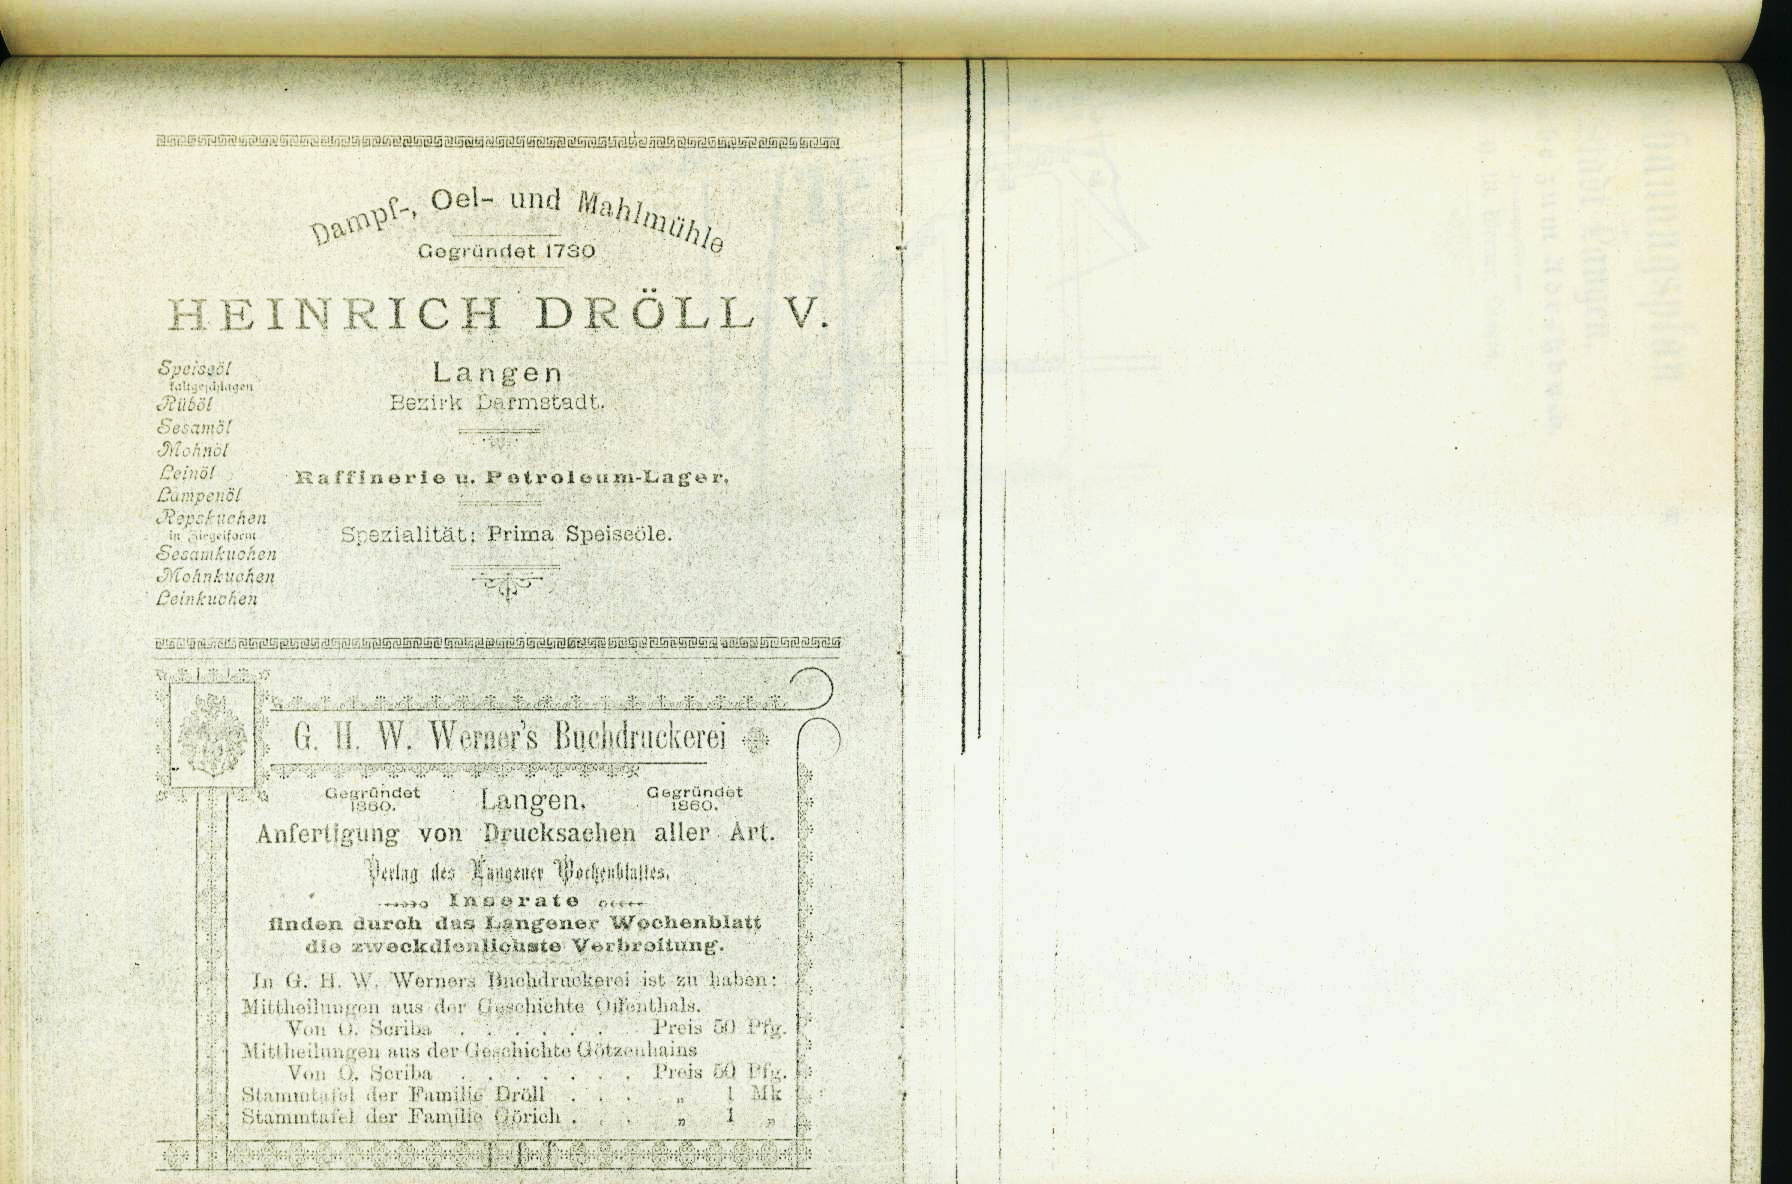 Dampf-, Oel- und Mahlmühle
Gegründet 1730
HEINRICH DRÖLL V.
Langen
Bezirk Darmstadt.
Raffinerie u. Petroleum-Lager.
Spezialität: Prima Speiseöle.
Speiseöl
kaltgeschlagen
Rüböl
Sesamöl
Mohnöl
Leinöl
Lampenöl
Repskuchen
in Ziegelform
Sesamkuchen
Mohnkuchen
Leinkuchen
G. H. W. Werner's Buchdruckerei
Gegründet 1860. Langen. Gegründet 1860.
Anfertigung von Drucksachen aller Art.
Verlag des Langener Wochenblattes.
Inserate
finden durch das Langener Wochenblatt
die zweckdienlichste Verbreitung.
In G. H. W. Werners Buchdruckerei ist zu haben:
Mittheilungen aus der Geschichte Offenthals.
Von O. Scriba . . . . . . Preis 50 Pfg.
Mittheilungen aus der Geschichte Götzenhains
Von O. Scriba . . . . . . . Preis 50 Pfg.
Stammtafel der Familie Dröll . . . „ 1 Mk
Stammtafel der Familie Görich . . . „ 1 „